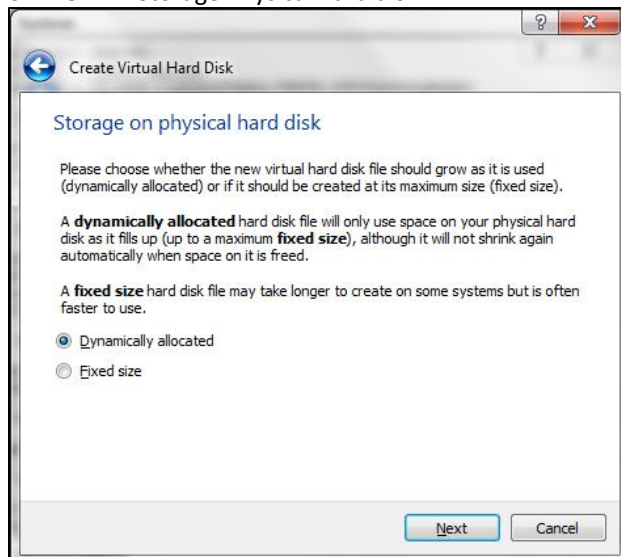 Create Virtual Hard Disk
Storage on physical hard disk
Please choose whether the new virtual hard disk file should grow as it is used
(dynamically allocated) or if it should be created at its maximum size (fixed size).
A dynamically allocated hard disk file will only use space on your physical hard
disk as it fills up (up to a maximum fixed size), although it will not shrink again
automatically when space on it is freed.
A fixed size hard disk file may take longer to create on some systems but is often
faster to use.
Dynamically allocated
Fixed size
Next Cancel